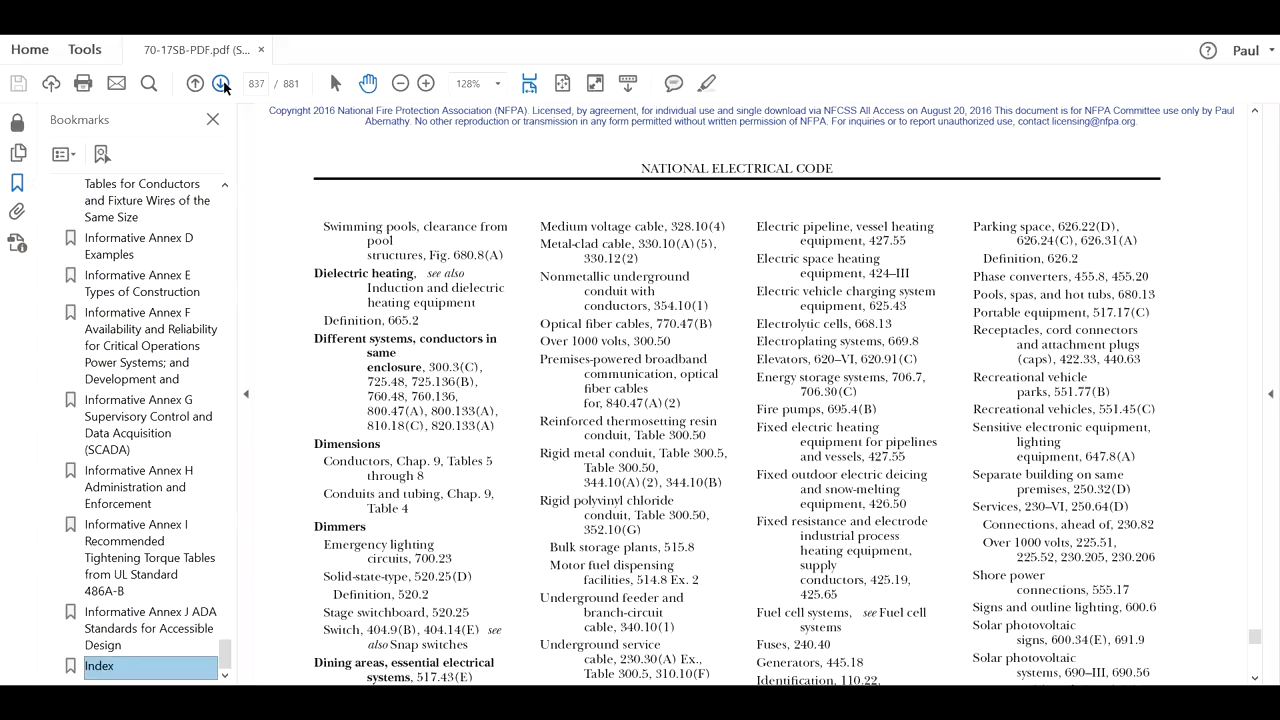 Home
Tools
70-17SB-PDF.pdf (S... ×
Paul
837 / 881
128%
Bookmarks
Tables for Conductors
and Fixture Wires of the
Same Size
Informative Annex D
Examples
Informative Annex E
Types of Construction
Informative Annex F
Availability and Reliability
for Critical Operations
Power Systems; and
Development and
Informative Annex G
Supervisory Control and
Data Acquisition
(SCADA)
Informative Annex H
Administration and
Enforcement
Informative Annex I
Recommended
Tightening Torque Tables
from UL Standard
486A-B
Informative Annex J ADA
Standards for Accessible
Design
Index
Copyright 2016 National Fire Protection Association (NFPA). Licensed, by agreement, for individual use and single download via NFCSS All Access on August 20, 2016 This document is for NFPA Committee use only by Paul
Abernathy. No other reproduction or transmission in any form permitted without written permission of NFPA. For inquiries or to report unauthorized use, contact licensing@nfpa.org.
NATIONAL ELECTRICAL CODE
Swimming pools, clearance from
pool
structures, Fig. 680.8(A)
Dielectric heating, see also
Induction and dielectric
heating equipment
Definition, 665.2
Different systems, conductors in
same
enclosure, 300.3(C),
725.48, 725.136(B),
760.48, 760.136,
800.47(A), 800.133(A),
810.18(C), 820.133(A)
Dimensions
Conductors, Chap. 9, Tables 5
through 8
Conduits and tubing, Chap. 9,
Table 4
Dimmers
Emergency lighting
circuits, 700.23
Solid-state-type, 520.25(D)
Definition, 520.2
Stage switchboard, 520.25
Switch, 404.9(B), 404.14(E) see
also Snap switches
Dining areas, essential electrical
systems, 517.43(E)
Medium voltage cable, 328.10(4)
Metal-clad cable, 330.10(A)(5),
330.12(2)
Nonmetallic underground
conduit with
conductors, 354.10(1)
Optical fiber cables, 770.47(B)
Over 1000 volts, 300.50
Premises-powered broadband
communication, optical
fiber cables
for, 840.47(A)(2)
Reinforced thermosetting resin
conduit, Table 300.50
Rigid metal conduit, Table 300.5,
Table 300.50,
344.10(A)(2), 344.10(B)
Rigid polyvinyl chloride
conduit, Table 300.50,
352.10(G)
Bulk storage plants, 515.8
Motor fuel dispensing
facilities, 514.8 Ex. 2
Underground feeder and
branch-circuit
cable, 340.10(1)
Underground service
cable, 230.30(A) Ex.,
Table 300.5, 310.10(F)
Electric pipeline, vessel heating
equipment, 427.55
Electric space heating
equipment, 424–III
Electric vehicle charging system
equipment, 625.43
Electrolytic cells, 668.13
Electroplating systems, 669.8
Elevators, 620–VI, 620.91(C)
Energy storage systems, 706.7,
706.30(C)
Fire pumps, 695.4(B)
Fixed electric heating
equipment for pipelines
and vessels, 427.55
Fixed outdoor electric deicing
and snow-melting
equipment, 426.50
Fixed resistance and electrode
industrial process
heating equipment,
supply
conductors, 425.19,
425.65
Fuel cell systems, see Fuel cell
systems
Fuses, 240.40
Generators, 445.18
Identification, 110.22,
Parking space, 626.22(D),
626.24(C), 626.31(A)
Definition, 626.2
Phase converters, 455.8, 455.20
Pools, spas, and hot tubs, 680.13
Portable equipment, 517.17(C)
Receptacles, cord connectors
and attachment plugs
(caps), 422.33, 440.63
Recreational vehicle
parks, 551.77(B)
Recreational vehicles, 551.45(C)
Sensitive electronic equipment,
lighting
equipment, 647.8(A)
Separate building on same
premises, 250.32(D)
Services, 230–VI, 250.64(D)
Connections, ahead of, 230.82
Over 1000 volts, 225.51,
225.52, 230.205, 230.206
Shore power
connections, 555.17
Signs and outline lighting, 600.6
Solar photovoltaic
signs, 600.34(E), 691.9
Solar photovoltaic
systems, 690–III, 690.56